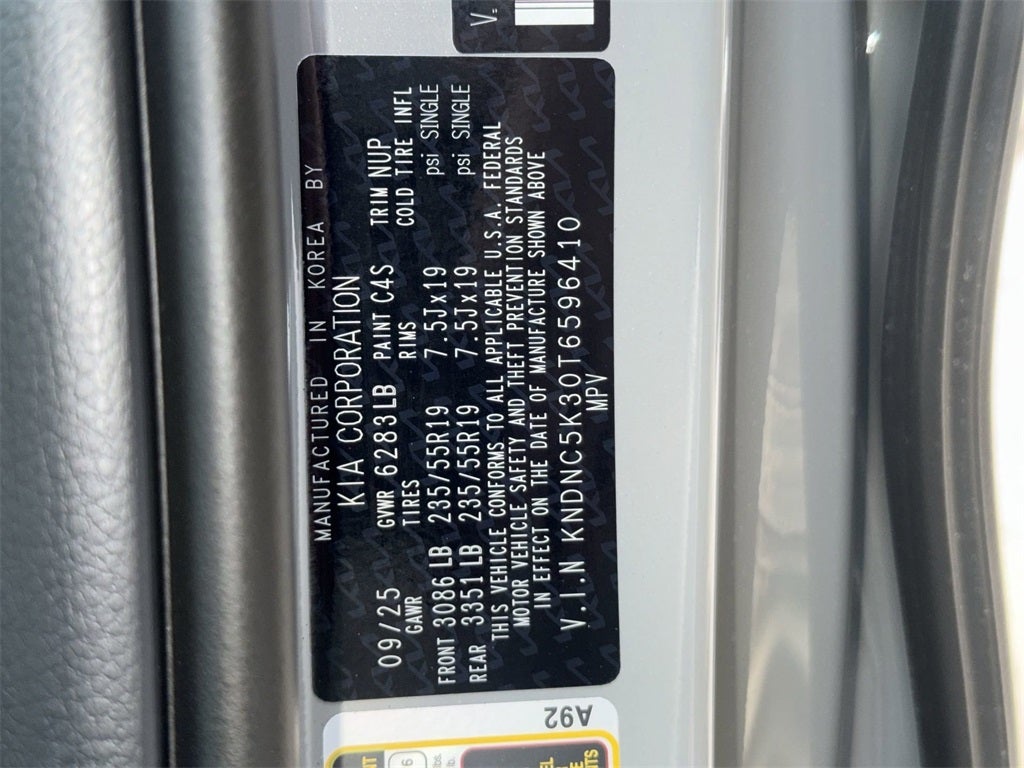 MANUFACTURED IN KOREA BY
KIA CORPORATION
09/25 GVWR 6283LB PAINT C4S TRIM NUP
GAWR TIRES RIMS COLD TIRE INFL
FRONT 3086LB 235/55R19 7.5Jx19 psi SINGLE
REAR 3351LB 235/55R19 7.5Jx19 psi SINGLE
THIS VEHICLE CONFORMS TO ALL APPLICABLE U.S.A. FEDERAL
MOTOR VEHICLE SAFETY AND THEFT PREVENTION STANDARDS
IN EFFECT ON THE DATE OF MANUFACTURE SHOWN ABOVE
V.I.N KNDNC5K30T6596410
MPV
A92